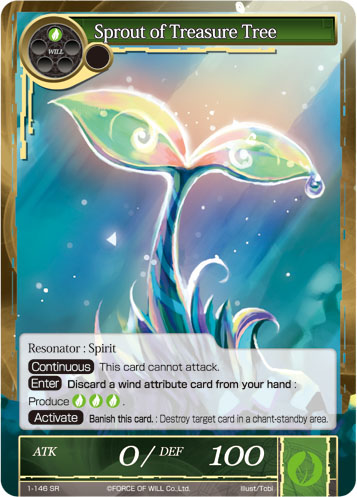 Sprout of Treasure Tree
WILL
Resonator : Spirit
Continuous This card cannot attack.
Enter Discard a wind attribute card from your hand :
Produce .
Activate Banish this card. : Destroy target card in a chant-standby area.
ATK 0 / DEF 100
1-146 SR ©FORCE OF WILL Co.,Ltd. Illust/Tobi